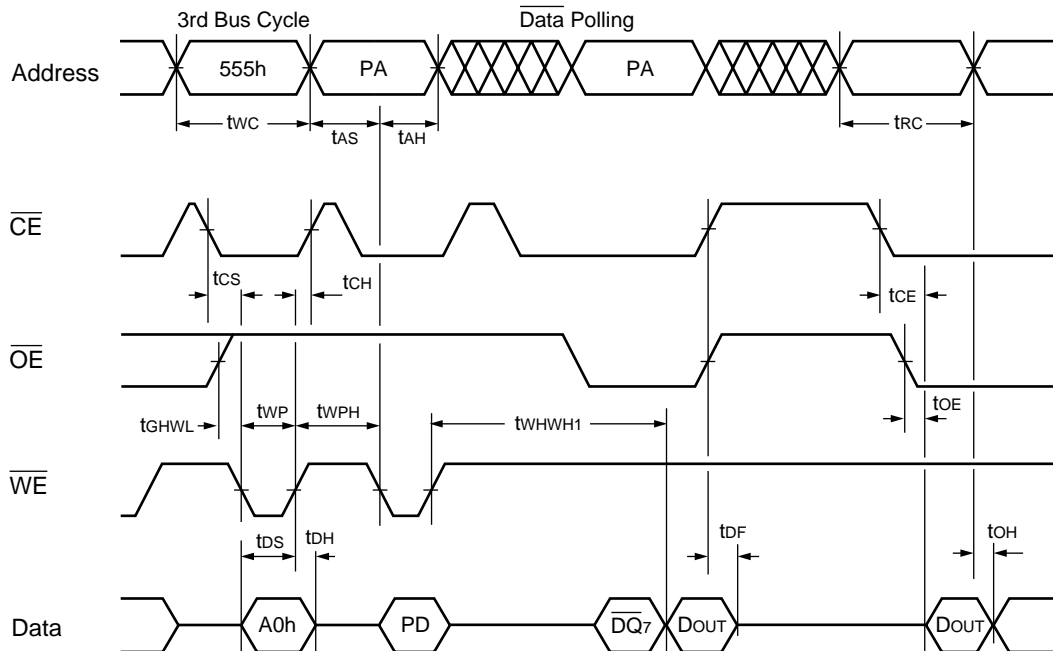 3rd Bus Cycle Data Polling
Address 555h PA PA
tWC tAS tAH tRC
CE
tCS tCH tCE
OE
tGHWL tWP tWPH tWHWH1 tOE
WE
tDS tDH tDF tOH
Data A0h PD DQ7 DOUT DOUT